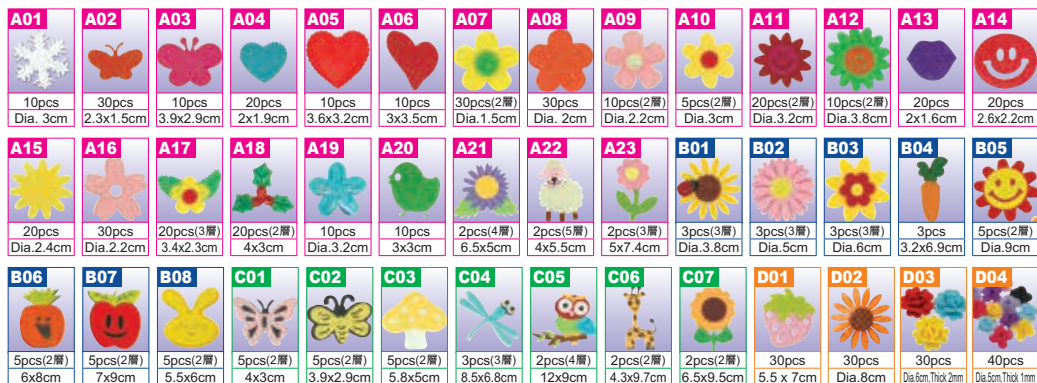 A01 A02 A03 A04 A05 A06 A07 A08 A09 A10 A11 A12 A13 A14
10pcs 30pcs 10pcs 20pcs 10pcs 10pcs 30pcs(2層) 30pcs 10pcs(2層) 5pcs(2層) 20pcs(2層) 10pcs(2層) 20pcs 20pcs
Dia. 3cm 2.3x1.5cm 3.9x2.9cm 2x1.9cm 3.6x3.2cm 3x3.5cm Dia.1.5cm Dia. 2cm Dia.2.2cm Dia.3cm Dia.3.2cm Dia.3.8cm 2x1.6cm 2.6x2.2cm
A15 A16 A17 A18 A19 A20 A21 A22 A23 B01 B02 B03 B04 B05
20pcs 30pcs 20pcs(3層) 20pcs(2層) 10pcs 10pcs 2pcs(4層) 2pcs(5層) 2pcs(3層) 3pcs(3層) 3pcs(3層) 3pcs(3層) 3pcs 5pcs(2層)
Dia.2.4cm Dia.2.2cm 3.4x2.3cm 4x3cm Dia.3.2cm 3x3cm 6.5x5cm 4x5.5cm 5x7.4cm Dia.3.8cm Dia.5cm Dia.6cm 3.2x6.9cm Dia.9cm
B06 B07 B08 C01 C02 C03 C04 C05 C06 C07 D01 D02 D03 D04
5pcs(2層) 5pcs(2層) 5pcs(2層) 5pcs(2層) 5pcs(2層) 5pcs(2層) 3pcs(3層) 2pcs(4層) 2pcs(2層) 2pcs(2層) 30pcs 30pcs 30pcs 40pcs
6x8cm 7x9cm 5.5x6cm 4x3cm 3.9x2.9cm 5.8x5cm 8.5x6.8cm 12x9cm 4.3x9.7cm 6.5x9.5cm 5.5 x 7cm Dia.8cm Dia.6cm,Thick 2mm Dia.5cm,Thick 1mm